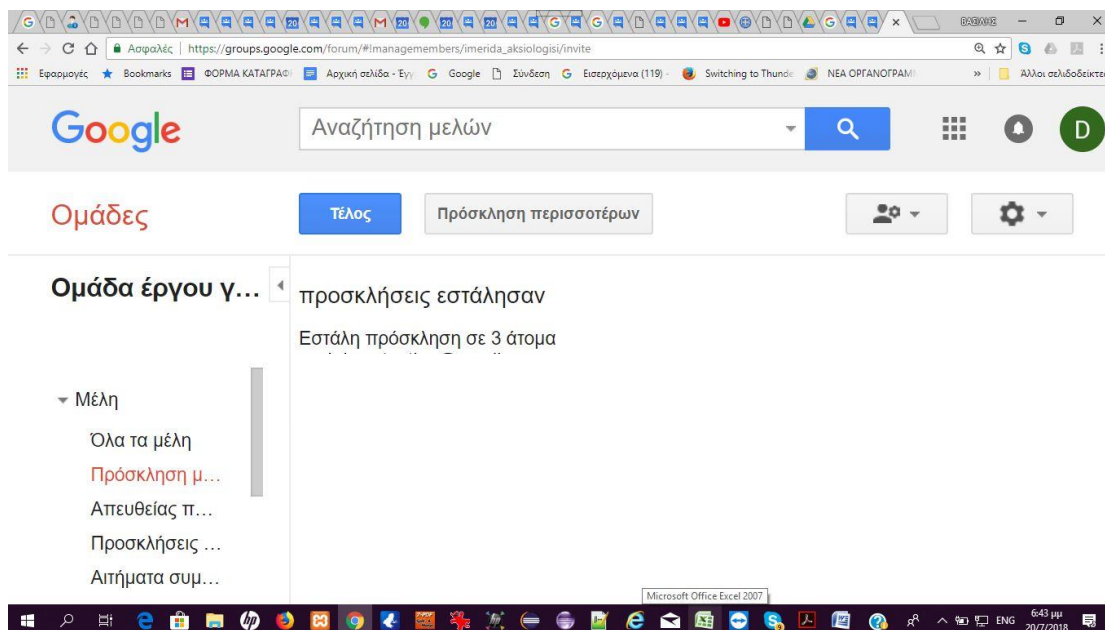 ΒΑΣΙΛΗΣ
Ασφαλές | https://groups.google.com/forum/#!managemembers/imerida_aksiologisi/invite
Εφαρμογές Bookmarks ΦΟΡΜΑ ΚΑΤΑΓΡΑΦ Αρχική σελίδα - Εγγ Google Σύνδεση Εισερχόμενα (119) - Switching to Thunde ΝΕΑ ΟΡΓΑΝΟΓΡΑΜ » Άλλοι σελιδοδείκτε
Google Αναζήτηση μελών D
Ομάδες Τέλος Πρόσκληση περισσοτέρων
Ομάδα έργου γ...
προσκλήσεις εστάλησαν
Εστάλη πρόσκληση σε 3 άτομα
Μέλη
Όλα τα μέλη
Πρόσκληση μ...
Απευθείας π...
Προσκλήσεις ...
Αιτήματα συμ...
Microsoft Office Excel 2007
ENG 6:43 μμ
20/7/2018